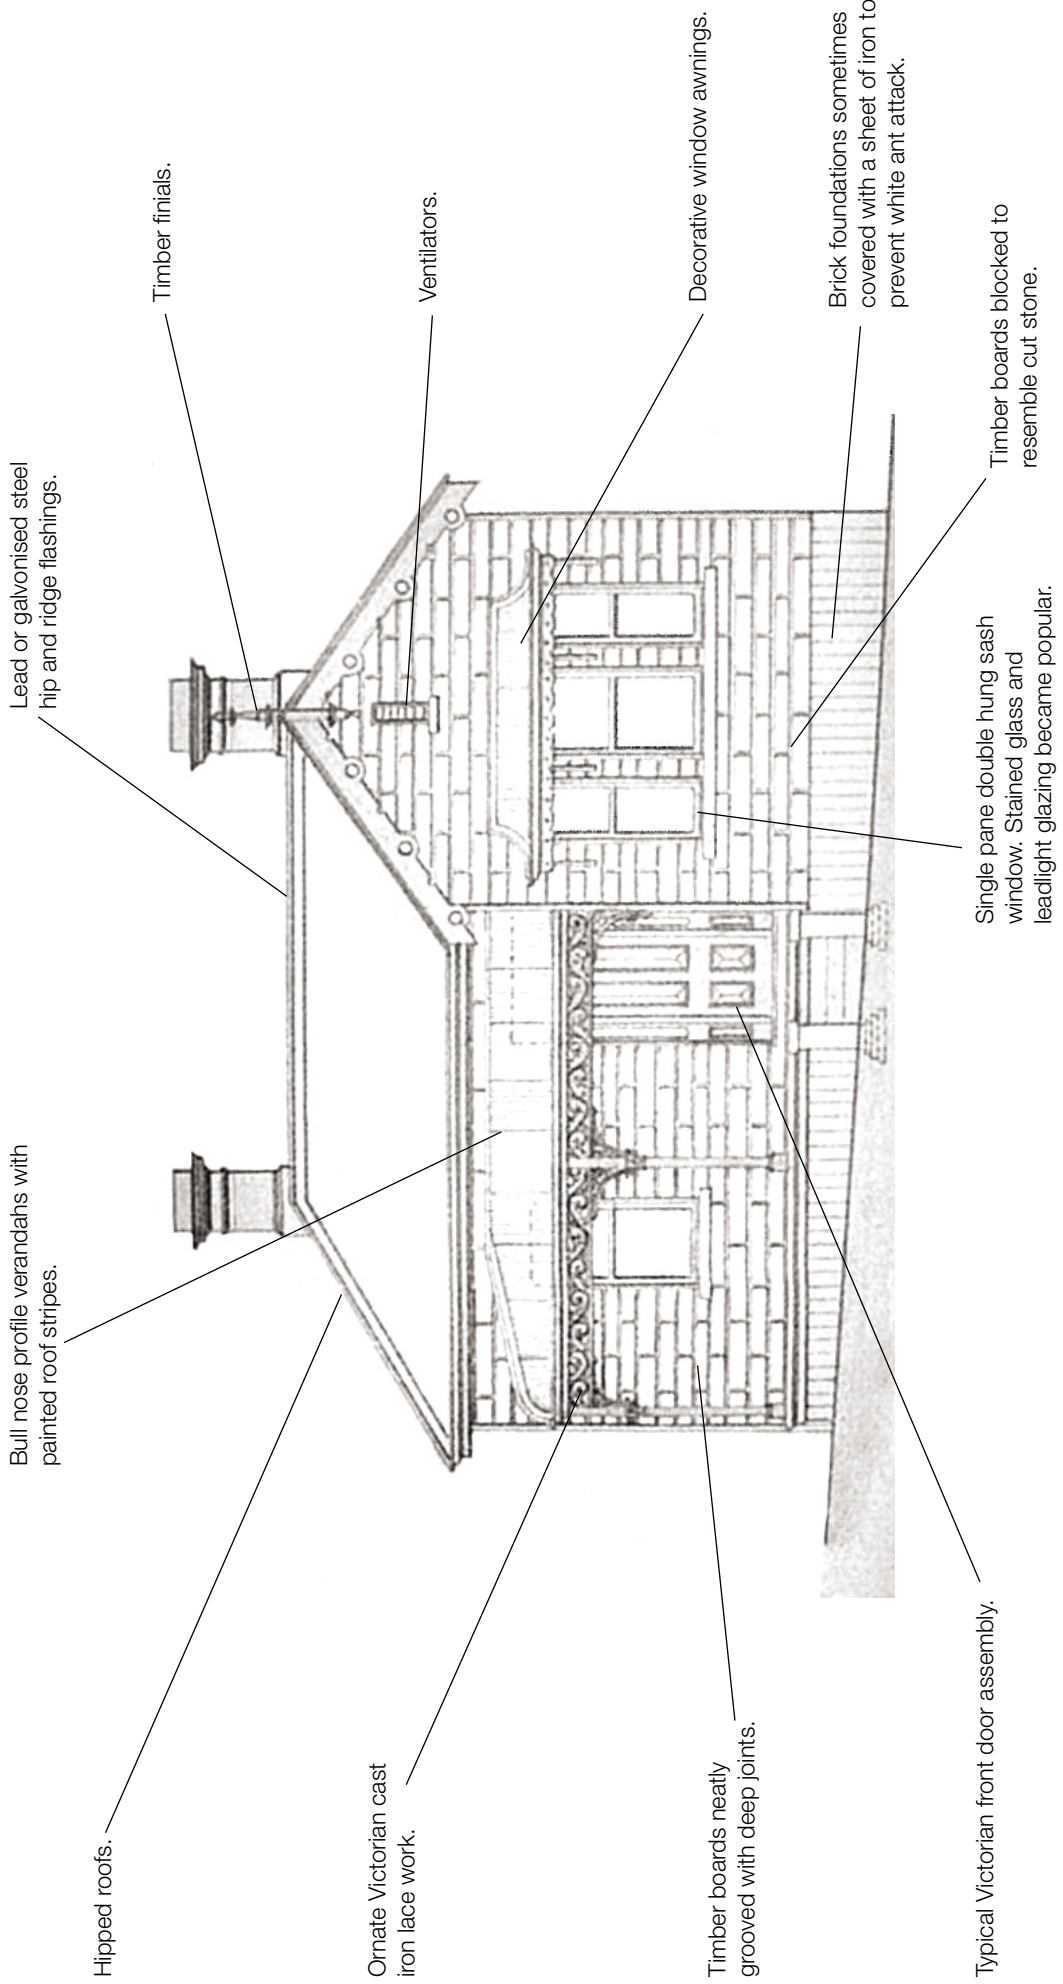 Hipped roofs.
Bull nose profile verandahs with
painted roof stripes.
Lead or galvonised steel
hip and ridge flashings.
Timber finials.
Ornate Victorian cast
iron lace work.
Ventilators.
Timber boards neatly
grooved with deep joints.
Decorative window awnings.
Brick foundations sometimes
covered with a sheet of iron to
prevent white ant attack.
Typical Victorian front door assembly.
Single pane double hung sash
window. Stained glass and
leadlight glazing became popular.
Timber boards blocked to
resemble cut stone.